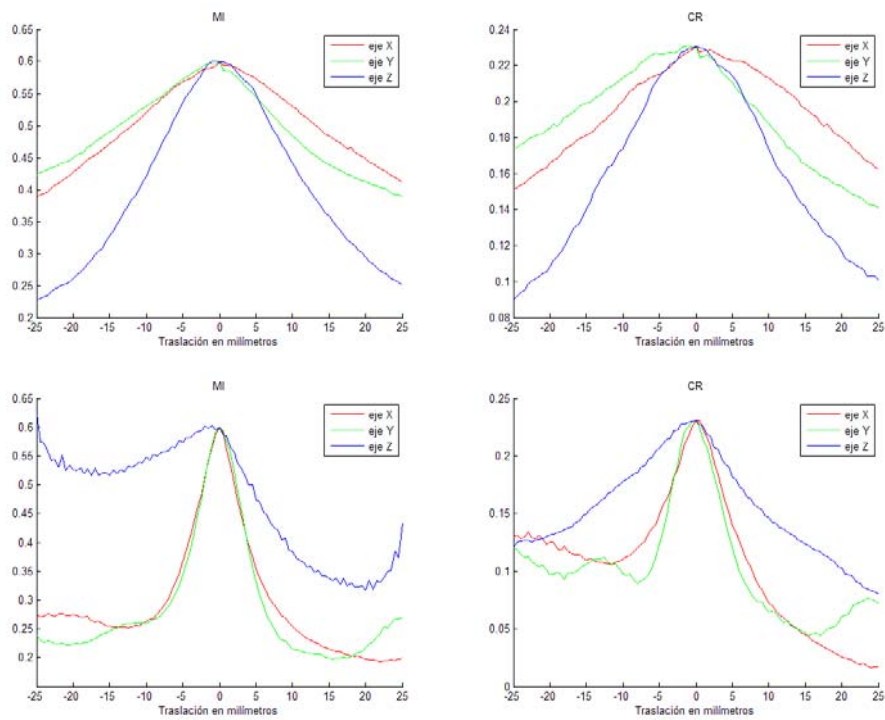 MI
0.65
0.6
0.55
0.5
0.45
0.4
0.35
0.3
0.25
0.2
-25 -20 -15 -10 -5 0 5 10 15 20 25
Traslación en milímetros
eje X
eje Y
eje Z
CR
0.24
0.22
0.2
0.18
0.16
0.14
0.12
0.1
0.08
-25 -20 -15 -10 -5 0 5 10 15 20 25
Traslación en milímetros
eje X
eje Y
eje Z
MI
0.65
0.6
0.55
0.5
0.45
0.4
0.35
0.3
0.25
0.2
-25 -20 -15 -10 -5 0 5 10 15 20 25
Traslación en milímetros
eje X
eje Y
eje Z
CR
0.25
0.2
0.15
0.1
0.05
0
-25 -20 -15 -10 -5 0 5 10 15 20 25
Traslación en milímetros
eje X
eje Y
eje Z